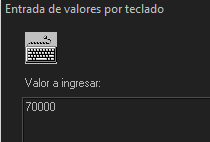 Entrada de valores por teclado
Valor a ingresar:
70000